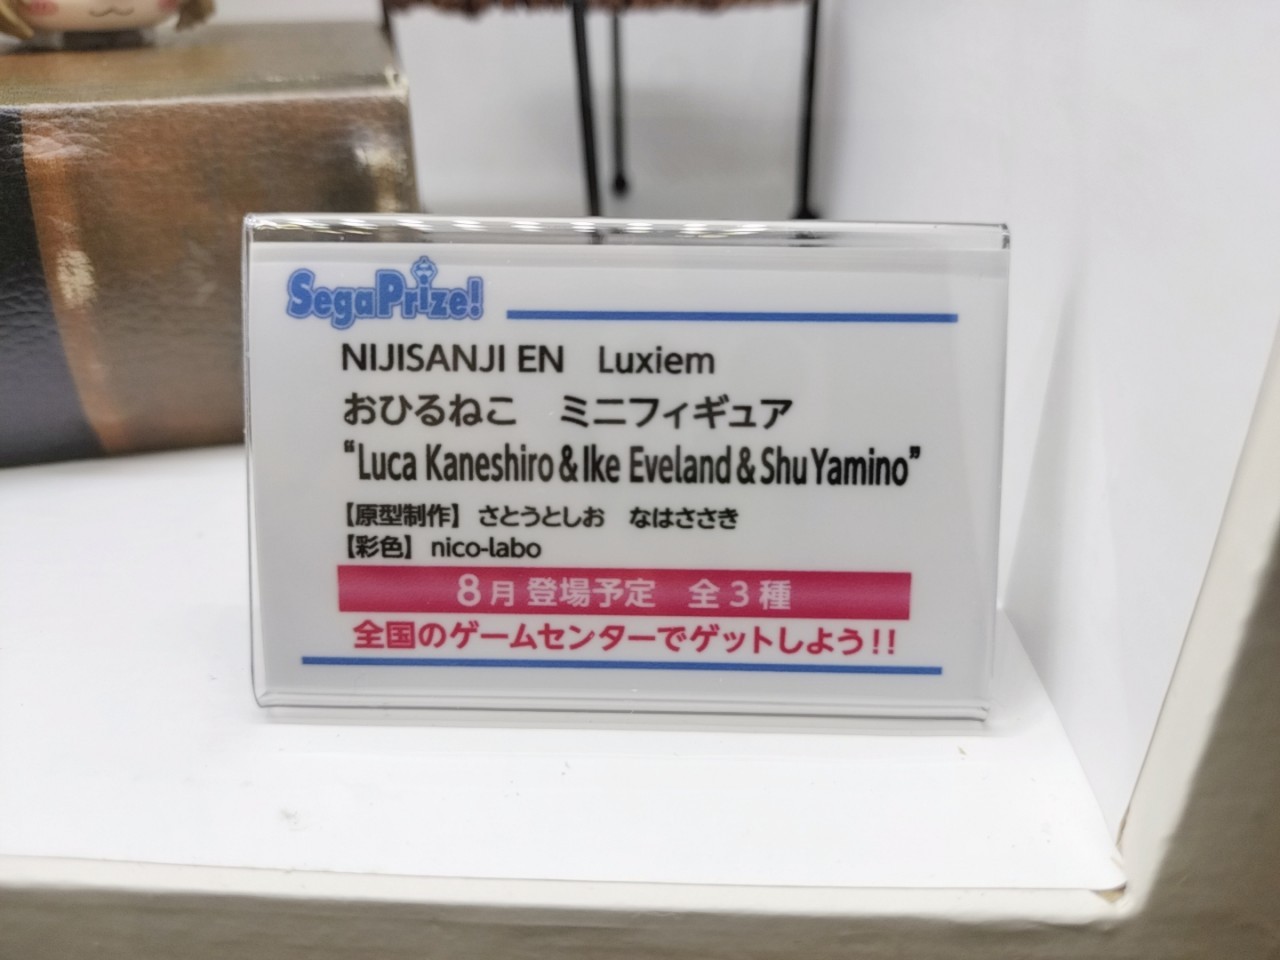 SegaPrize!
NIJISANJI EN Luxiem
おひるねこ ミニフィギュア
“Luca Kaneshiro & Ike Eveland & Shu Yamino”
【原型制作】 さとうとしお なはささき
【彩色】 nico-labo
8月 登場予定 全3種
全国のゲームセンターでゲットしよう!!